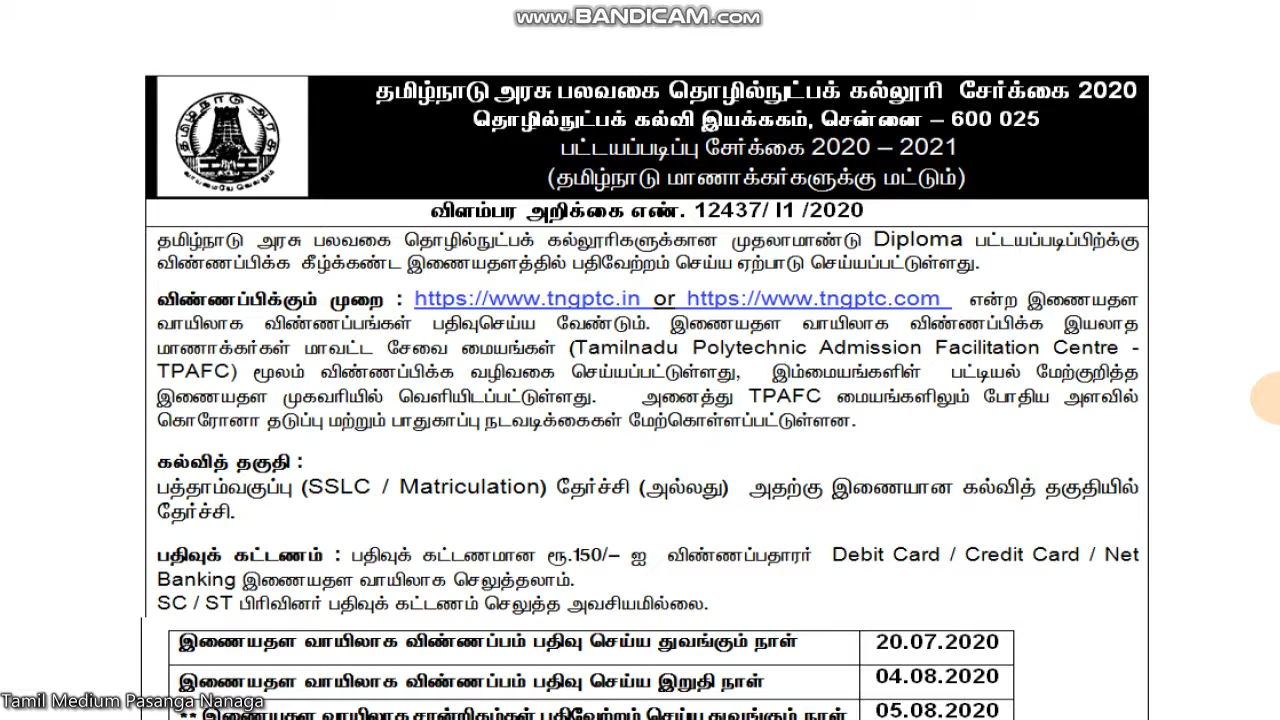 www.BANDICAM.com
தமிழ்நாடு அரசு பலவகை தொழில்நுட்பக் கல்லூரி சேர்க்கை 2020
தொழில்நுட்பக் கல்வி இயக்ககம், சென்னை – 600 025
பட்டயப்படிப்பு சேர்க்கை 2020 – 2021
(தமிழ்நாடு மாணாக்கர்களுக்கு மட்டும்)
விளம்பர அறிக்கை எண். 12437/ I1 /2020
தமிழ்நாடு அரசு பலவகை தொழில்நுட்பக் கல்லூரிகளுக்கான முதலாமாண்டு Diploma பட்டயப்படிப்பிற்க்கு
விண்ணப்பிக்க கீழ்க்கண்ட இணையதளத்தில் பதிவேற்றம் செய்ய ஏற்பாடு செய்யப்பட்டுள்ளது.
விண்ணப்பிக்கும் முறை : https://www.tngptc.in or https://www.tngptc.com என்ற இணையதள
வாயிலாக விண்ணப்பங்கள் பதிவுசெய்ய வேண்டும். இணையதள வாயிலாக விண்ணப்பிக்க இயலாத
மாணாக்கர்கள் மாவட்ட சேவை மையங்கள் (Tamilnadu Polytechnic Admission Facilitation Centre -
TPAFC) மூலம் விண்ணப்பிக்க வழிவகை செய்யப்பட்டுள்ளது, இம்மையங்களின் பட்டியல் மேற்குறித்த
இணையதள முகவரியில் வெளியிடப்பட்டுள்ளது. அனைத்து TPAFC மையங்களிலும் போதிய அளவில்
கொரோனா தடுப்பு மற்றும் பாதுகாப்பு நடவடிக்கைகள் மேற்கொள்ளப்பட்டுள்ளன.
கல்வித் தகுதி :
பத்தாம்வகுப்பு (SSLC / Matriculation) தேர்ச்சி (அல்லது) அதற்கு இணையான கல்வித் தகுதியில்
தேர்ச்சி.
பதிவுக் கட்டணம் : பதிவுக் கட்டணமான ரூ.150/– ஐ விண்ணப்பதாரர் Debit Card / Credit Card / Net
Banking இணையதள வாயிலாக செலுத்தலாம்.
SC / ST பிரிவினர் பதிவுக் கட்டணம் செலுத்த அவசியமில்லை.
இணையதள வாயிலாக விண்ணப்பம் பதிவு செய்ய துவங்கும் நாள் 20.07.2020
இணையதள வாயிலாக விண்ணப்பம் பதிவு செய்ய இறுதி நாள் 04.08.2020
** இணையதள வாயிலாக சான்றிதழ்கள் பதிவேற்றம் செய்ய துவங்கும் நாள் 05.08.2020
Tamil Medium Pasanga Nanaga